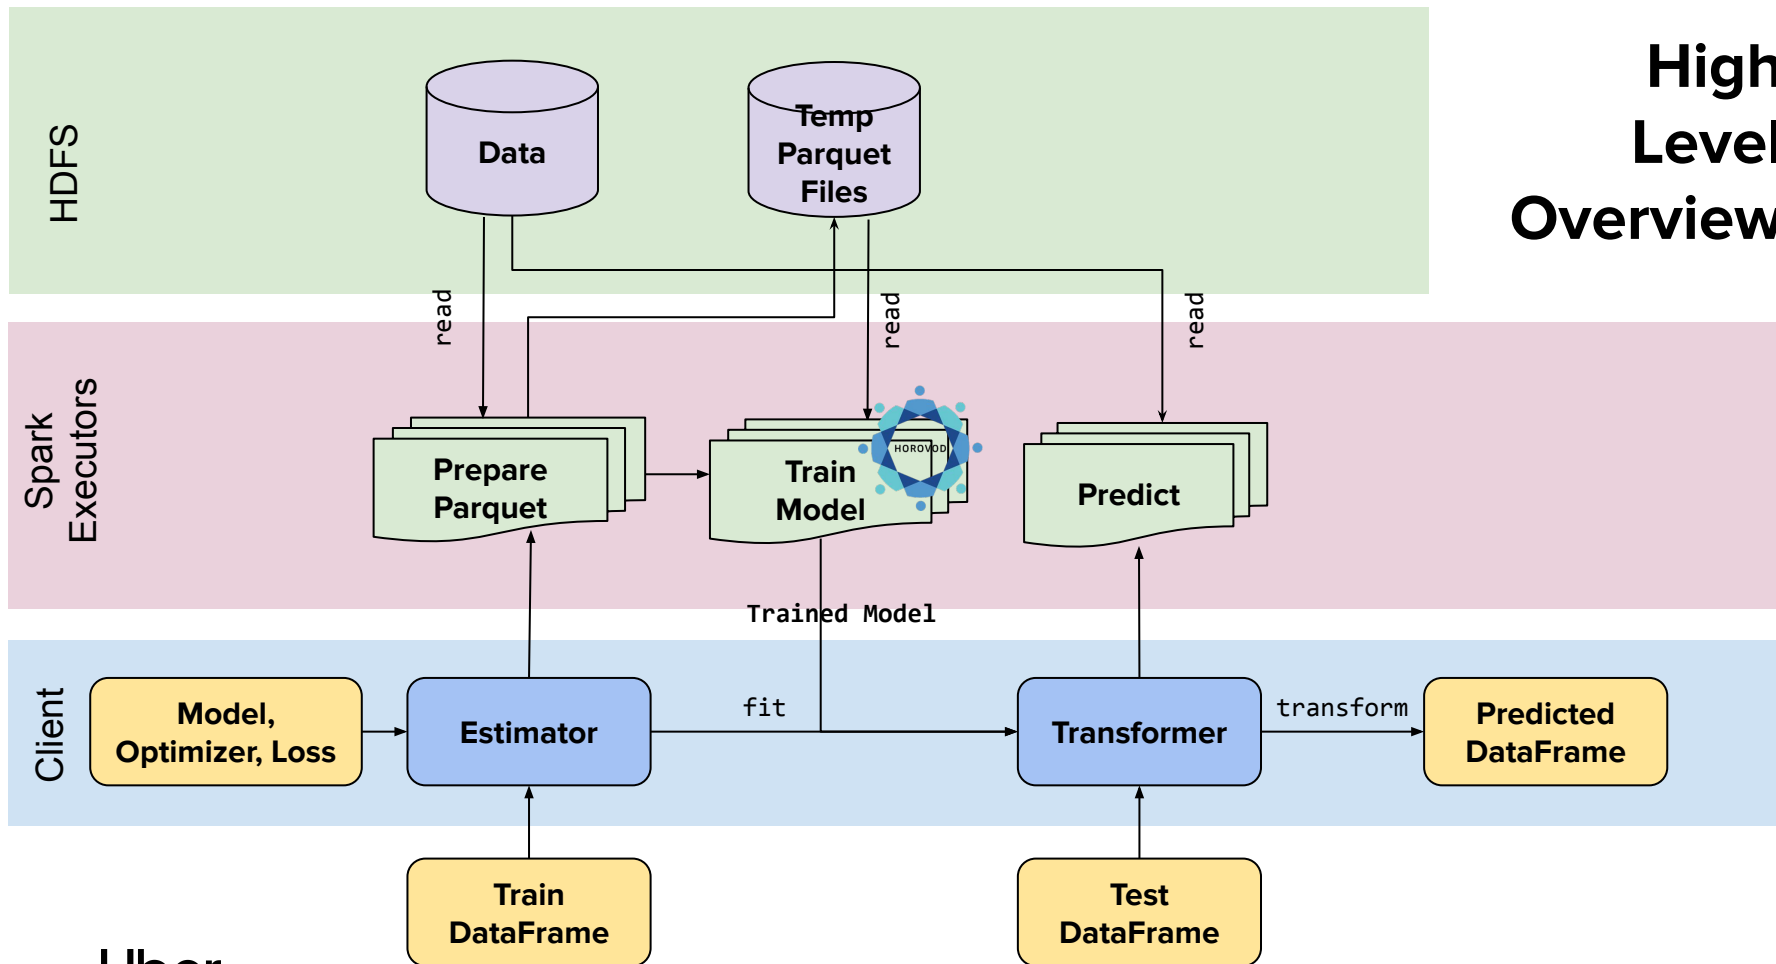 High
Level
Overview
HDFS
Data
Temp
Parquet
Files
read
read
read
Spark
Executors
Prepare
Parquet
Train
Model
HOROVOD
Predict
Trained Model
Client
Model,
Optimizer, Loss
Estimator
fit
Transformer
transform
Predicted
DataFrame
Train
DataFrame
Test
DataFrame
Uber